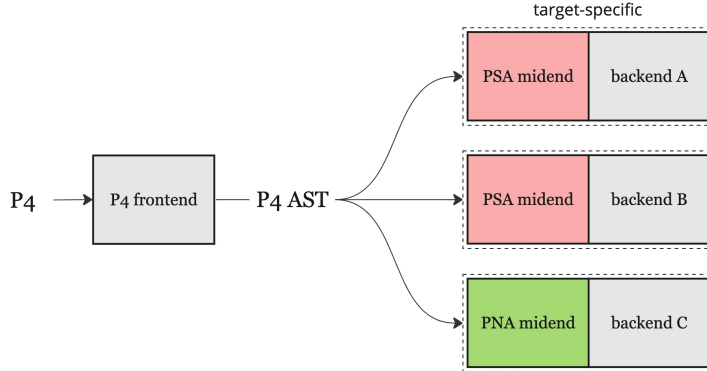 target-specific
PSA midend
backend A
P4
P4 frontend
P4 AST
PSA midend
backend B
PNA midend
backend C